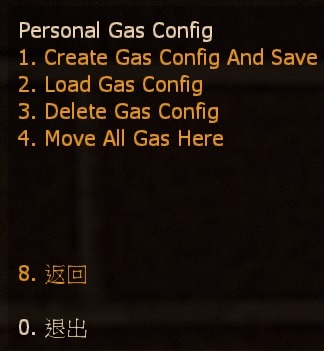 Personal Gas Config
1. Create Gas Config And Save
2. Load Gas Config
3. Delete Gas Config
4. Move All Gas Here
8. 返回
0. 退出